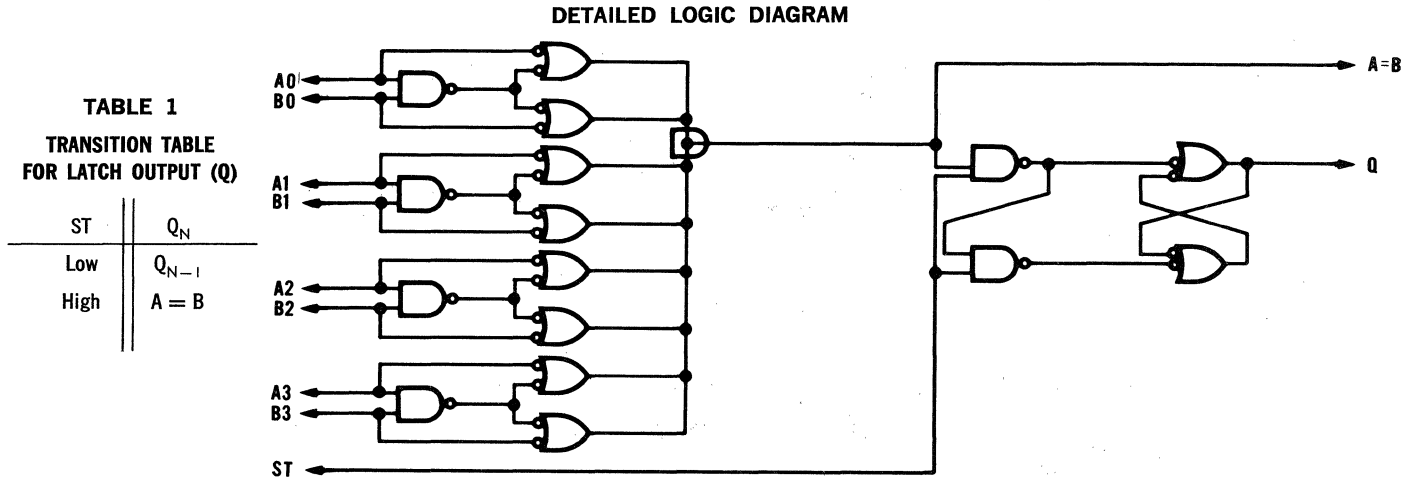 DETAILED LOGIC DIAGRAM
TABLE 1
TRANSITION TABLE
FOR LATCH OUTPUT (Q)
ST Q_N
Low Q_{N-1}
High A = B
A0
B0
A1
B1
A2
B2
A3
B3
ST
A=B
Q